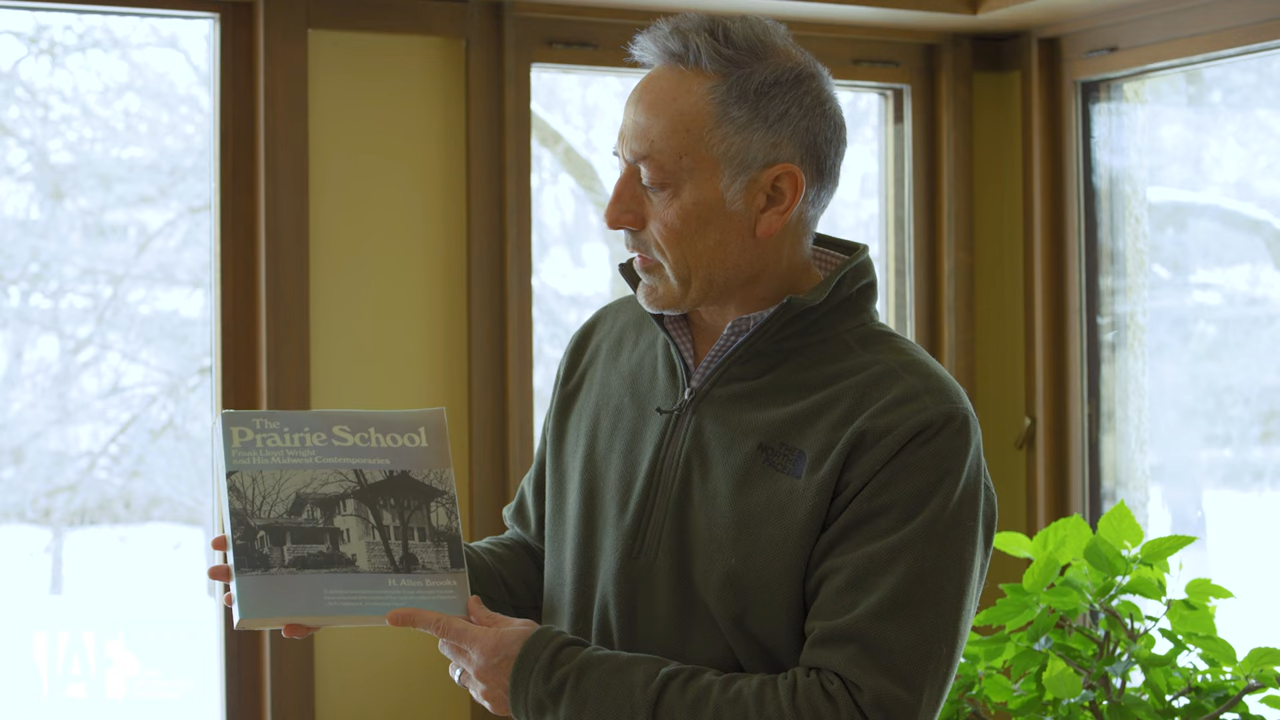 The
Prairie School
Frank Lloyd Wright
and His Midwest Contemporaries
H. Allen Brooks
THE
NORTH
FACE